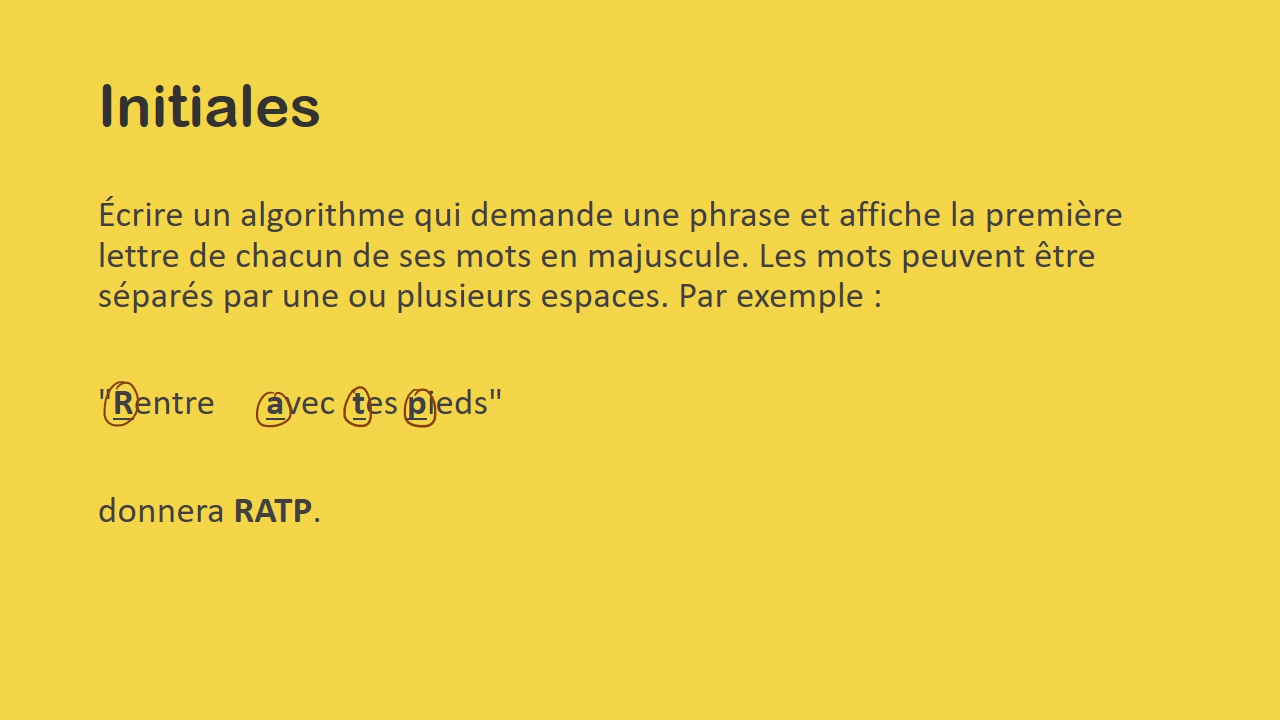 Initiales
Écrire un algorithme qui demande une phrase et affiche la première
lettre de chacun de ses mots en majuscule. Les mots peuvent être
séparés par une ou plusieurs espaces. Par exemple :
"Rentre     avec tes pieds"
donnera RATP.